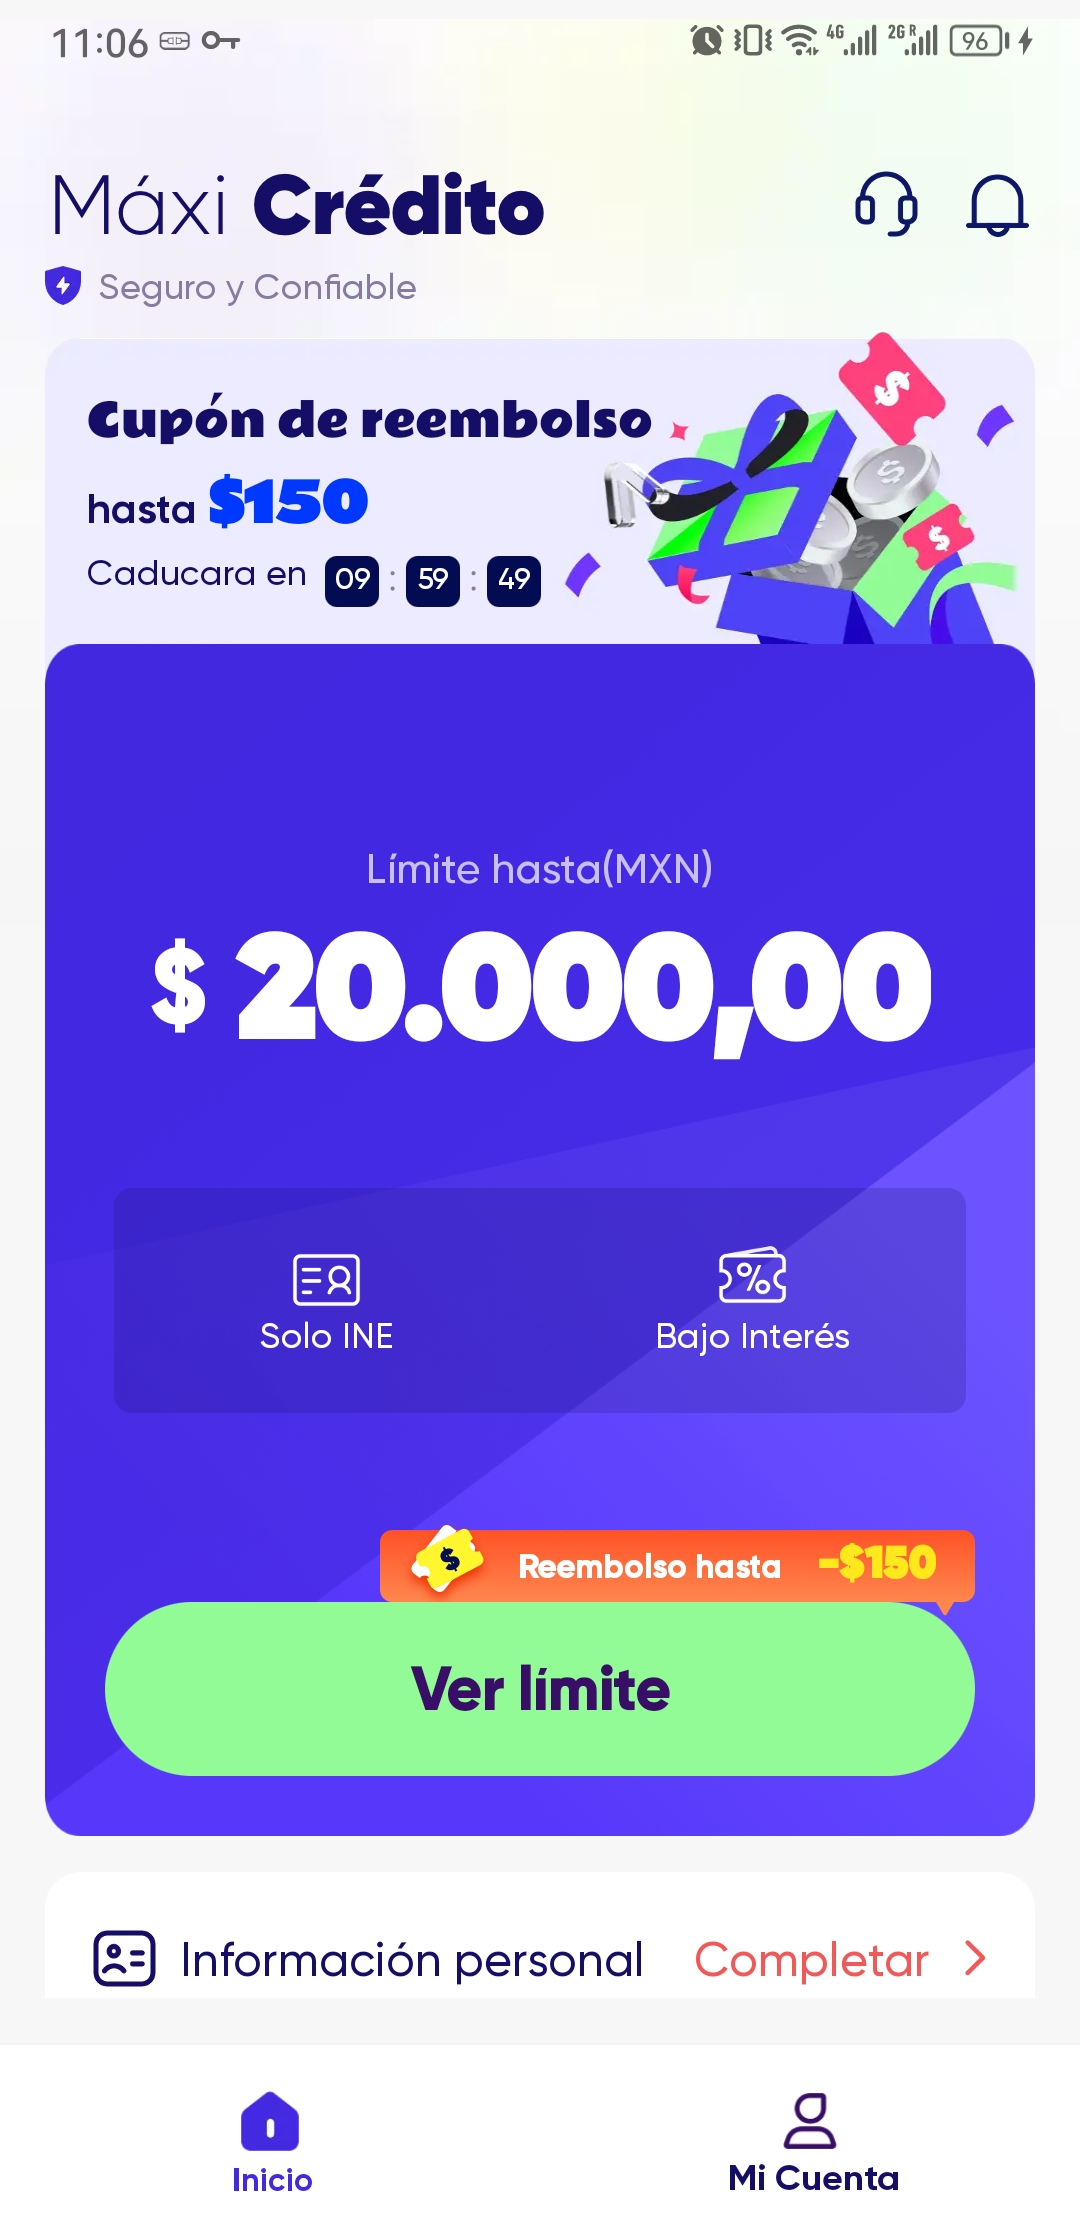 11:06
4G 2G R 96
Máxi Crédito
Seguro y Confiable
Cupón de reembolso
hasta $150
Caducara en 09 : 59 : 49
Límite hasta(MXN)
$ 20.000,00
Solo INE
Bajo Interés
Reembolso hasta -$150
Ver límite
Información personal Completar
Inicio
Mi Cuenta